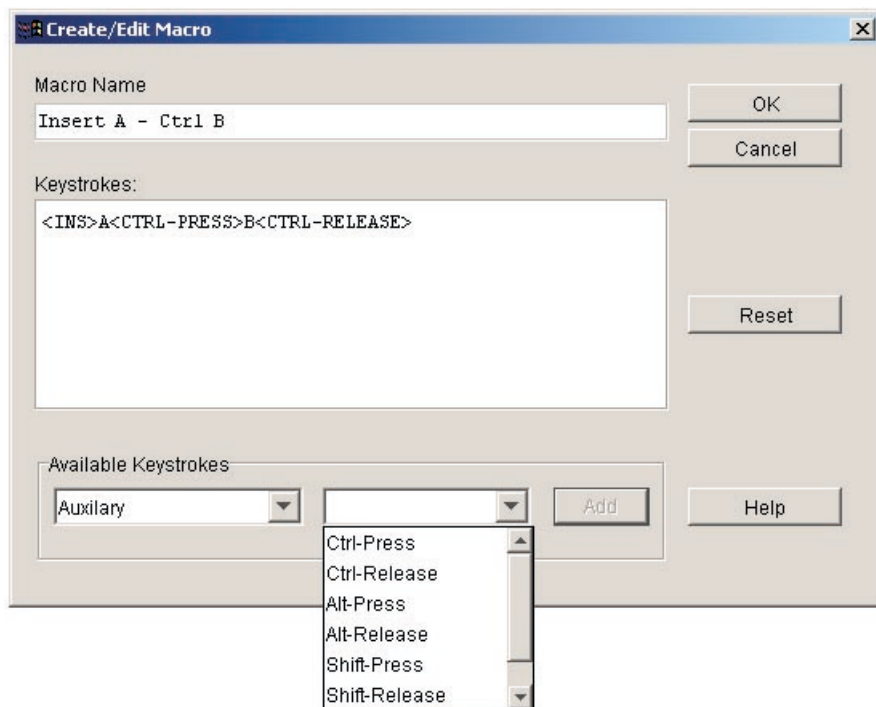 Create/Edit Macro
Macro Name
Insert A - Ctrl B
OK
Cancel
Keystrokes:
<INS>A<CTRL-PRESS>B<CTRL-RELEASE>
Reset
Available Keystrokes
Auxilary
Add
Help
Ctrl-Press
Ctrl-Release
Alt-Press
Alt-Release
Shift-Press
Shift-Release